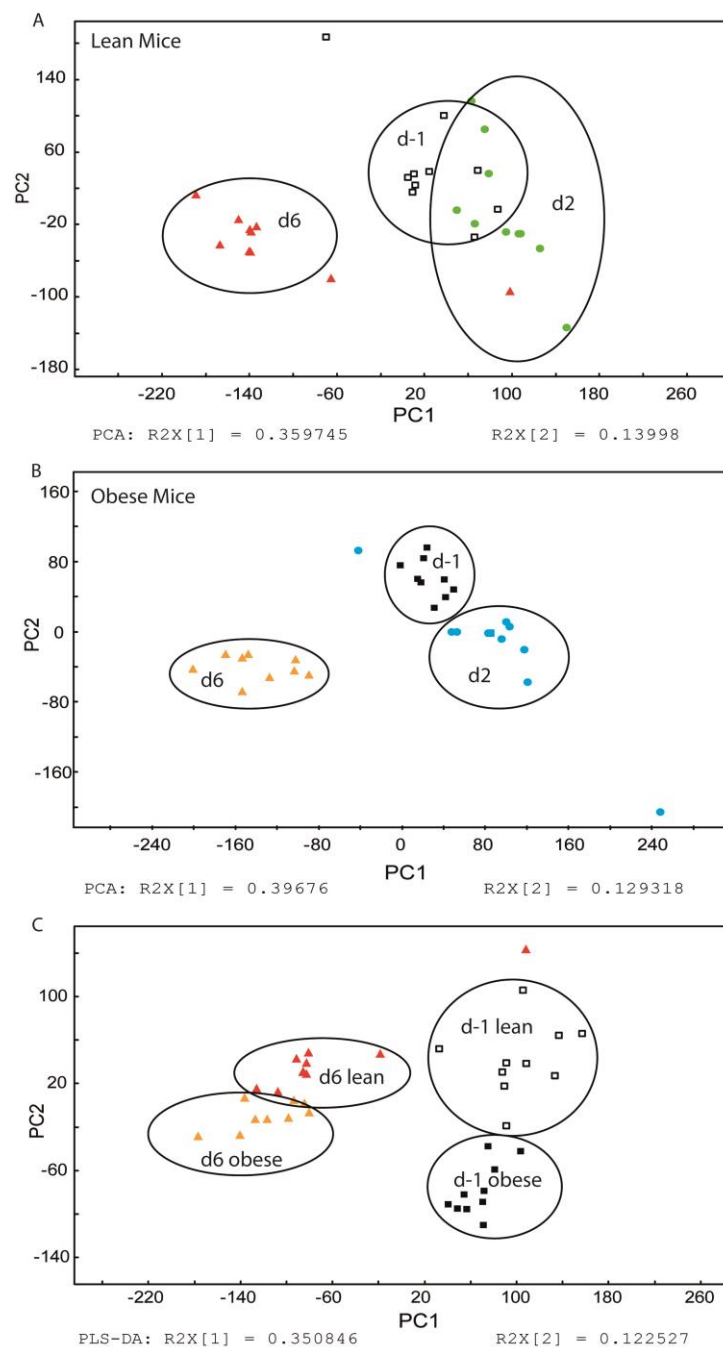 A
Lean Mice
140
60
-20
-100
-180
PC2
d-1
d2
d6
-220 -140 -60 20 100 180 260
PC1
PCA: R2X[1] = 0.359745 R2X[2] = 0.13998
B
Obese Mice
160
80
0
-80
-160
PC2
d-1
d2
d6
-240 -160 -80 0 80 160 240
PC1
PCA: R2X[1] = 0.39676 R2X[2] = 0.129318
C
100
20
-60
-140
PC2
d-1 lean
d6 lean
d6 obese
d-1 obese
-220 -140 -60 20 100 180 260
PC1
PLS-DA: R2X[1] = 0.350846 R2X[2] = 0.122527